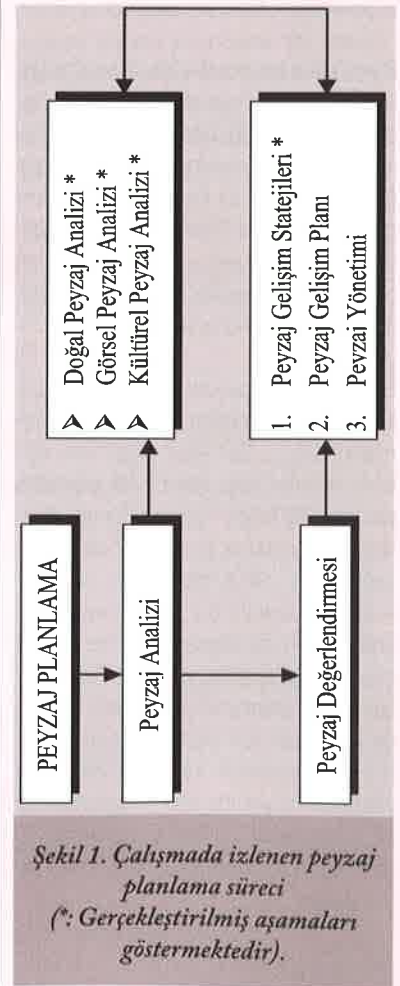 PEYZAJ PLANLAMA
Peyzaj Analizi
➤ Doğal Peyzaj Analizi *
➤ Görsel Peyzaj Analizi *
➤ Kültürel Peyzaj Analizi *
Peyzaj Değerlendirmesi
1. Peyzaj Gelişim Statejileri *
2. Peyzaj Gelişim Planı
3. Peyzaj Yönetimi
Şekil 1. Çalışmada izlenen peyzaj
planlama süreci
(*: Gerçekleştirilmiş aşamaları
göstermektedir).